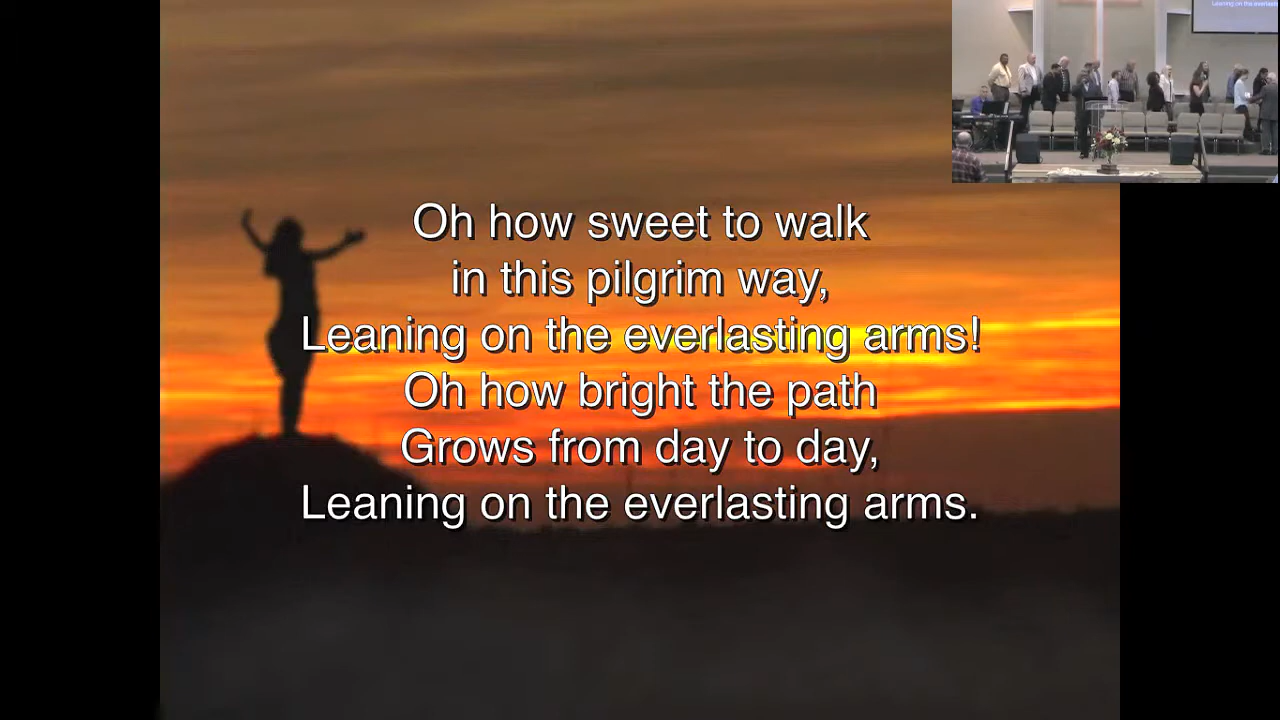 Oh how sweet to walk
in this pilgrim way,
Leaning on the everlasting arms!
Oh how bright the path
Grows from day to day,
Leaning on the everlasting arms.